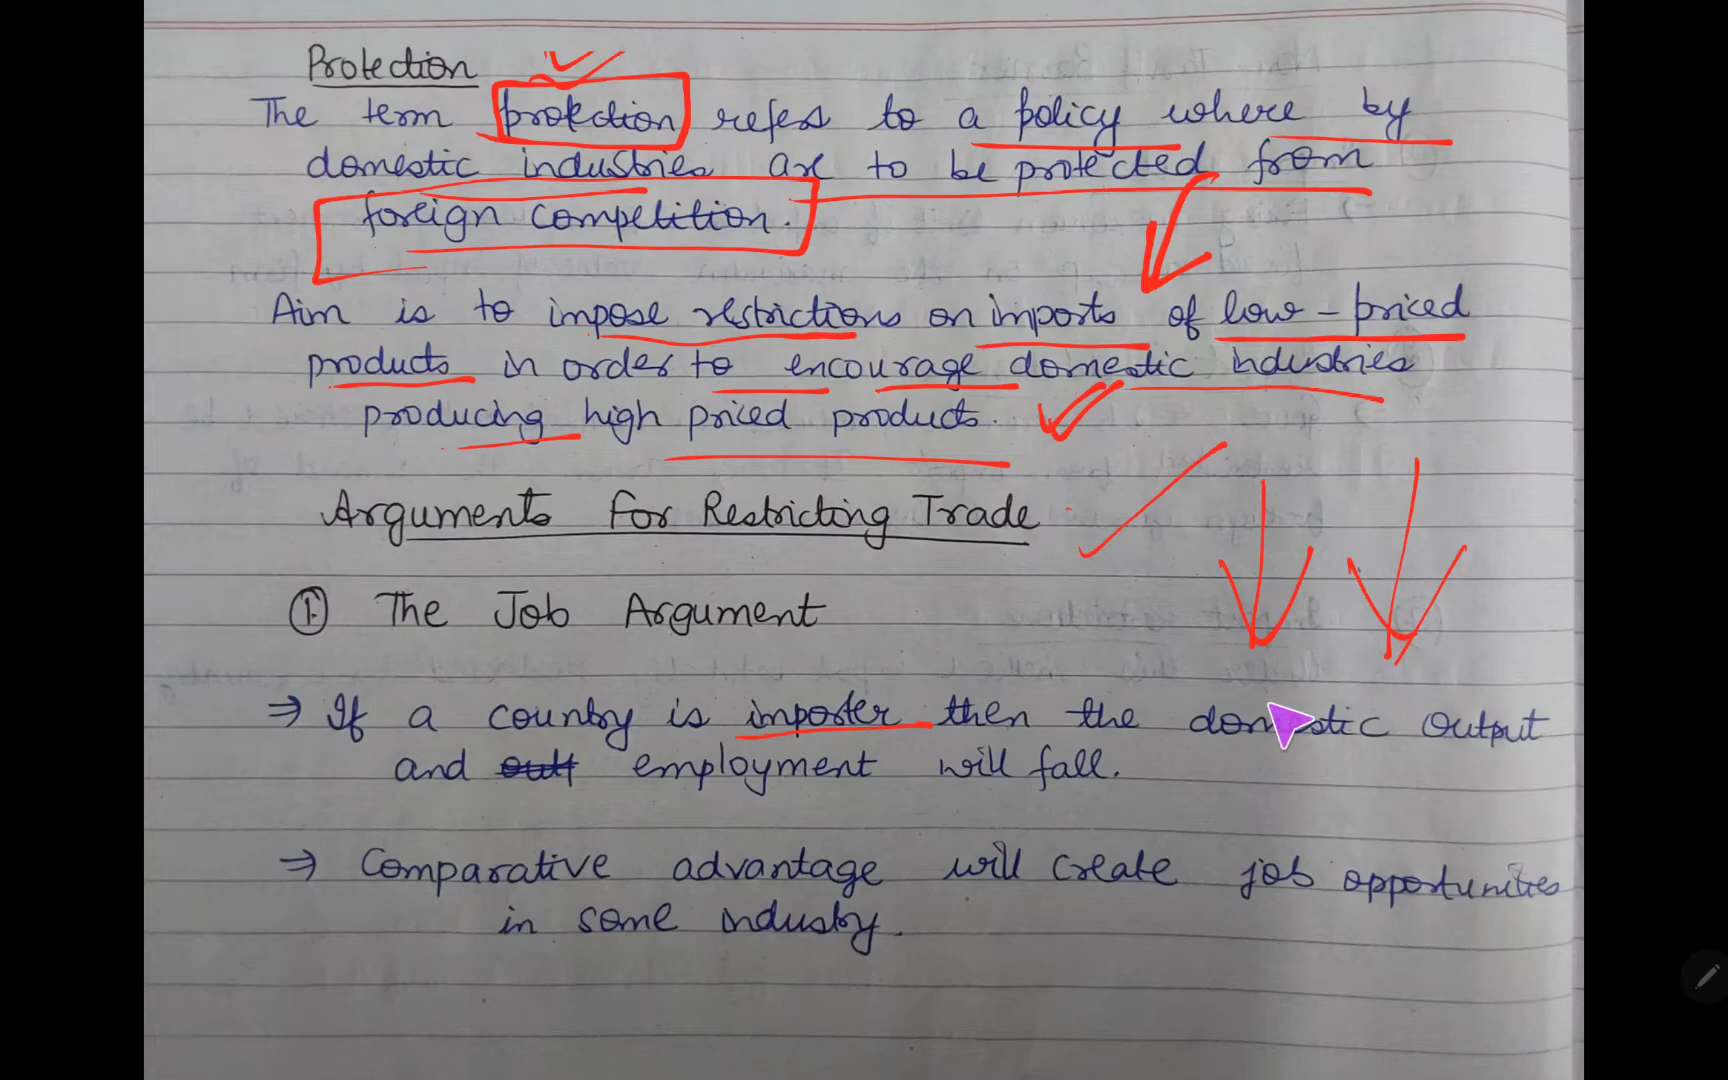 Protection
The term protection refers to a policy where by
domestic industries are to be protected from
foreign competition.
Aim is to impose restrictions on imports of low-priced
products in order to encourage domestic industries
producing high priced products.
Arguments for Restricting Trade
① The Job Argument
⇒ If a country is importer then the domestic output
and employment will fall.
⇒ Comparative advantage will create job opportunities
in some industry.